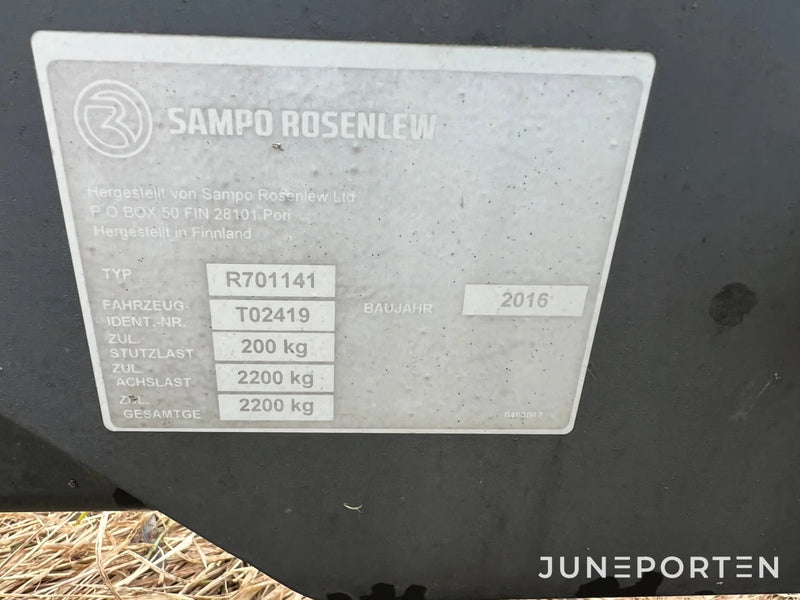 SAMPO ROSENLEW
Hergestellt von Sampo Rosenlew Ltd
P.O.BOX 50 FIN 28101 Pori
Hergestellt in Finnland
TYP R701141
FAHRZEUG-
IDENT.-NR. T02419
BAUJAHR 2016
ZUL.
STUTZLAST 200 kg
ZUL.
ACHSLAST 2200 kg
ZUL.
GESAMTGE 2200 kg
JUNEPORTEN